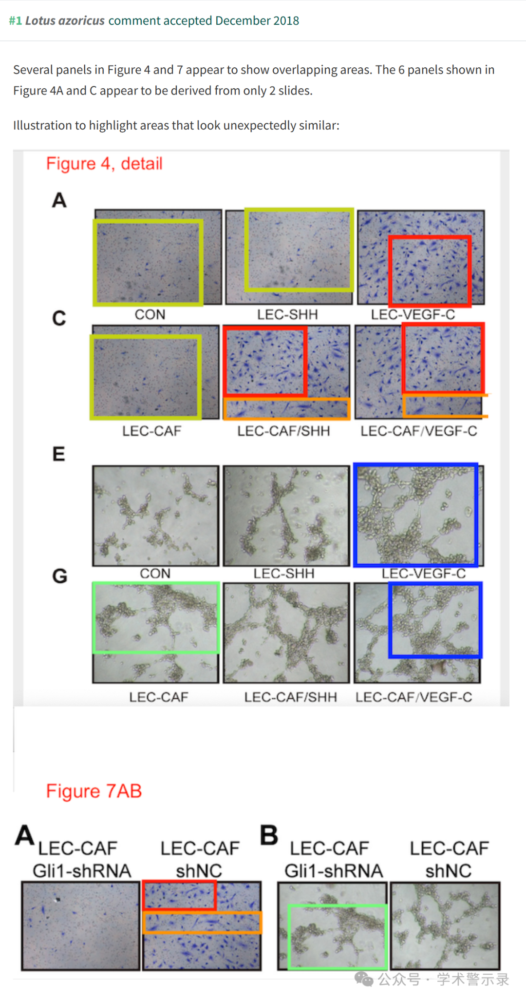 #1 Lotus azoricus comment accepted December 2018
Several panels in Figure 4 and 7 appear to show overlapping areas. The 6 panels shown in
Figure 4A and C appear to be derived from only 2 slides.
Illustration to highlight areas that look unexpectedly similar:
Figure 4, detail
A
CON LEC-SHH LEC-VEGF-C
C
LEC-CAF LEC-CAF/SHH LEC-CAF/VEGF-C
E
CON LEC-SHH LEC-VEGF-C
G
LEC-CAF LEC-CAF/SHH LEC-CAF/VEGF-C
Figure 7AB
A B
LEC-CAF LEC-CAF LEC-CAF LEC-CAF
Gli1-shRNA shNC Gli1-shRNA shNC
公众号 · 学术警示录